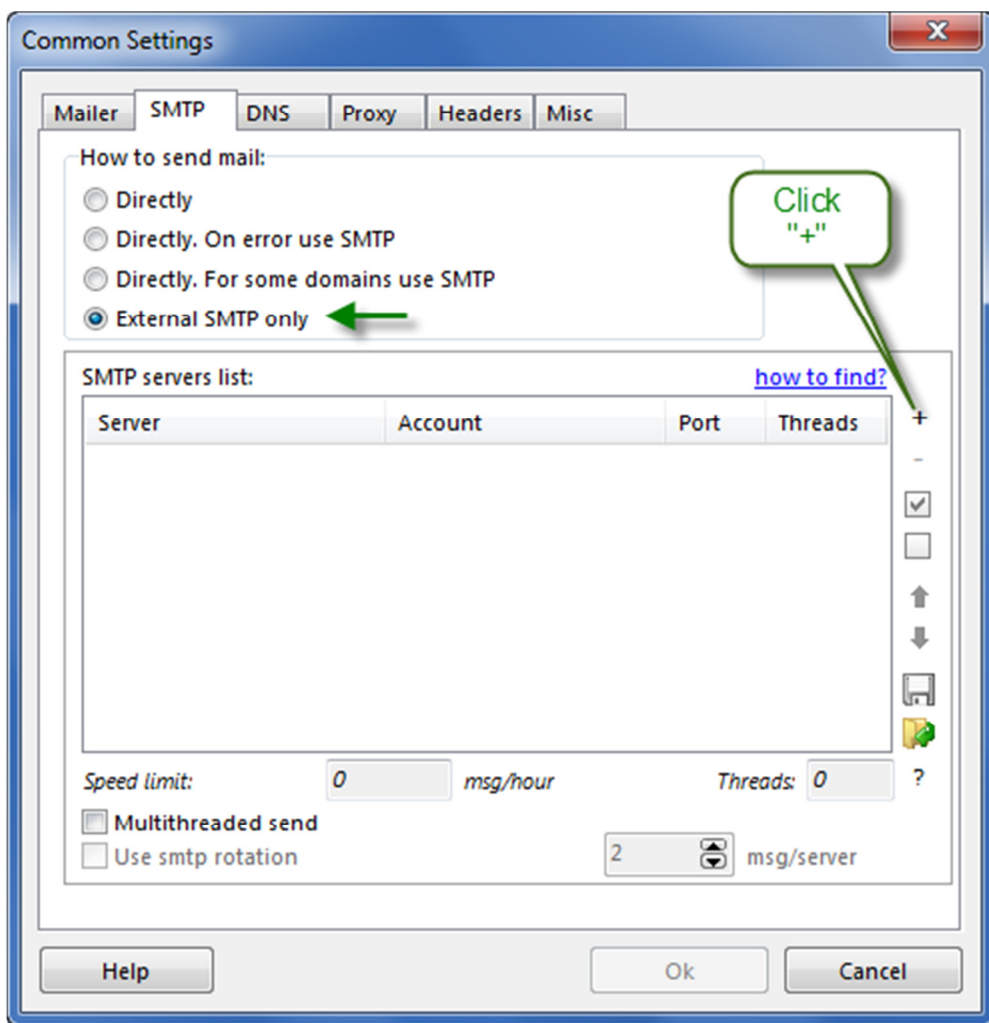 Common Settings
Mailer SMTP DNS Proxy Headers Misc
How to send mail:
Directly
Directly. On error use SMTP
Directly. For some domains use SMTP
External SMTP only
Click
"+"
SMTP servers list: how to find?
Server Account Port Threads
+
-
Speed limit: 0 msg/hour Threads: 0 ?
Multithreaded send
Use smtp rotation 2 msg/server
Help Ok Cancel